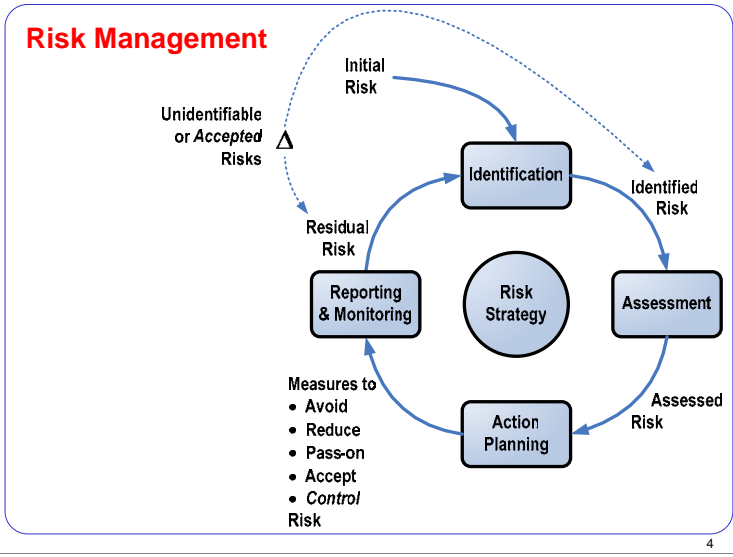 Risk Management
Initial
Risk
Unidentifiable
or Accepted
Risks
Δ
Identification
Identified
Risk
Residual
Risk
Reporting
& Monitoring
Risk
Strategy
Assessment
Measures to
• Avoid
• Reduce
• Pass-on
• Accept
• Control
Risk
Action
Planning
Assessed
Risk
4